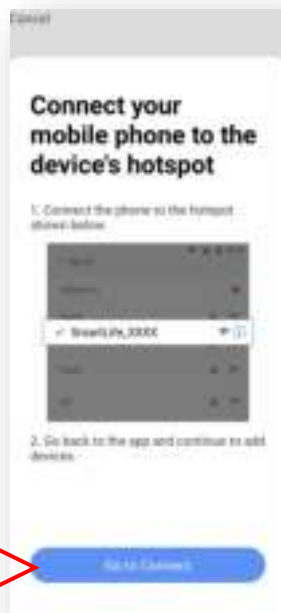 Cancel
Connect your
mobile phone to the
device's hotspot
1. Connect the phone to the hotspot
shown below
SmartLife_XXXX
2. Go back to the app and continue to add
devices.
Go to Connect